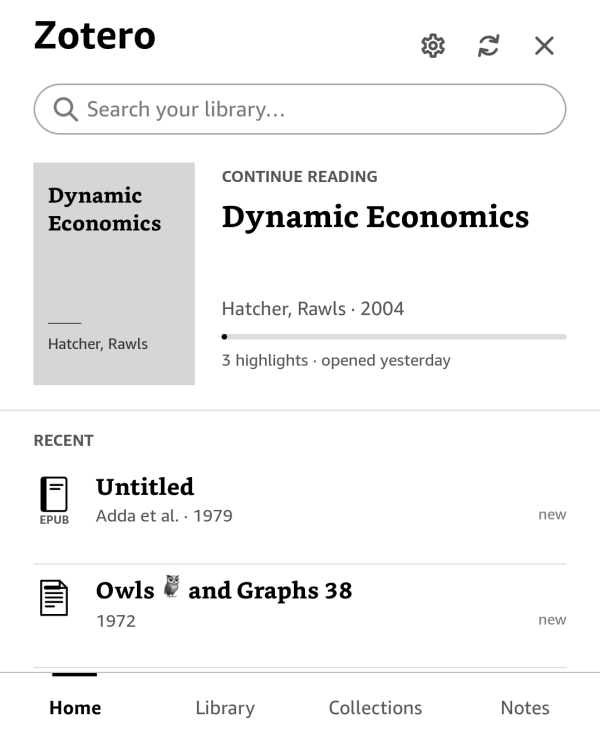 Zotero
Search your library...
Dynamic
Economics
Hatcher, Rawls
CONTINUE READING
Dynamic Economics
Hatcher, Rawls · 2004
3 highlights · opened yesterday
RECENT
EPUB
Untitled
Adda et al. · 1979
new
Owls 🦉 and Graphs 38
1972
new
Home
Library
Collections
Notes